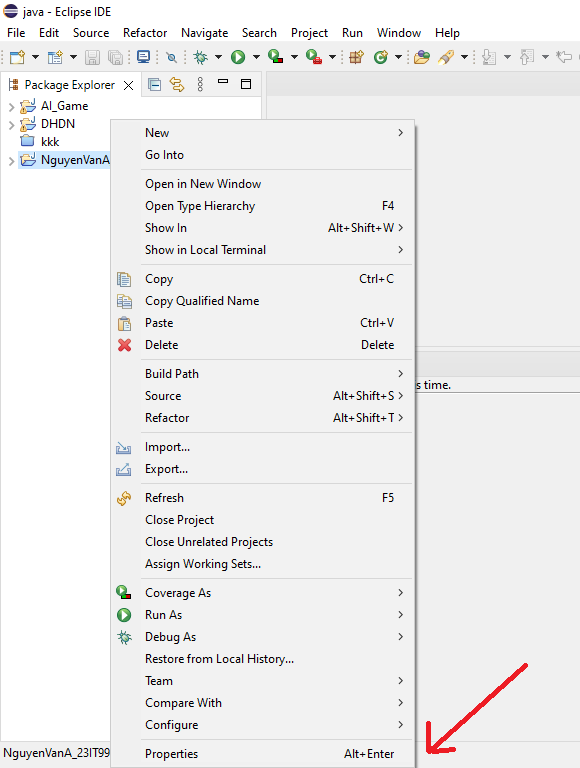 java - Eclipse IDE
File Edit Source Refactor Navigate Search Project Run Window Help
Package Explorer
AI_Game
DHDN
kkk
NguyenVanA
New
Go Into
Open in New Window
Open Type Hierarchy F4
Show In Alt+Shift+W
Show in Local Terminal
Copy Ctrl+C
Copy Qualified Name
Paste Ctrl+V
Delete Delete
Build Path
s time.
Source Alt+Shift+S
Refactor Alt+Shift+T
Import...
Export...
Refresh F5
Close Project
Close Unrelated Projects
Assign Working Sets...
Coverage As
Run As
Debug As
Restore from Local History...
Team
Compare With
Configure
Properties Alt+Enter
NguyenVanA_23IT99